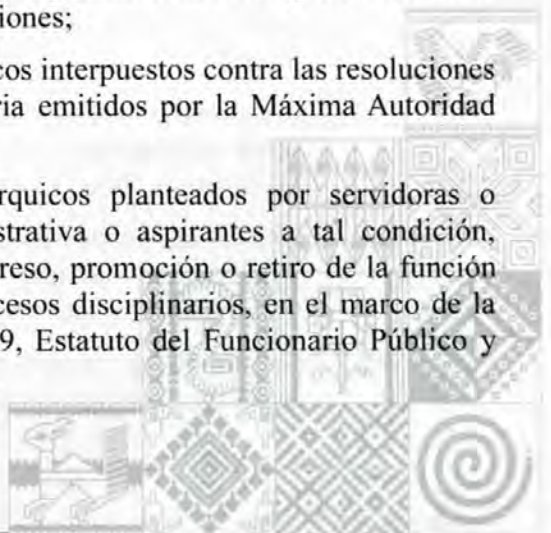 iones;
cos interpuestos contra las resoluciones
ria emitidos por la Máxima Autoridad
rquicos planteados por servidoras o
strativa o aspirantes a tal condición,
reso, promoción o retiro de la función
cesos disciplinarios, en el marco de la
9, Estatuto del Funcionario Público y